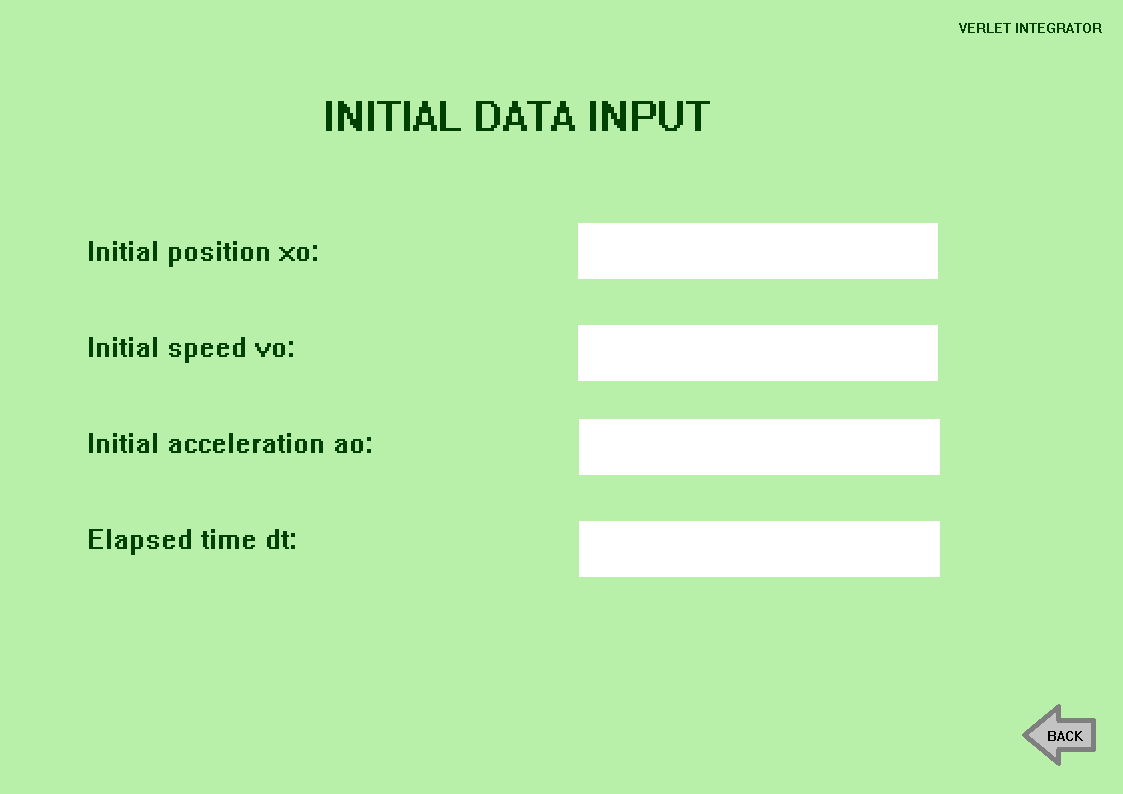 VERLET INTEGRATOR
INITIAL DATA INPUT
Initial position xo:
Initial speed vo:
Initial acceleration ao:
Elapsed time dt:
BACK